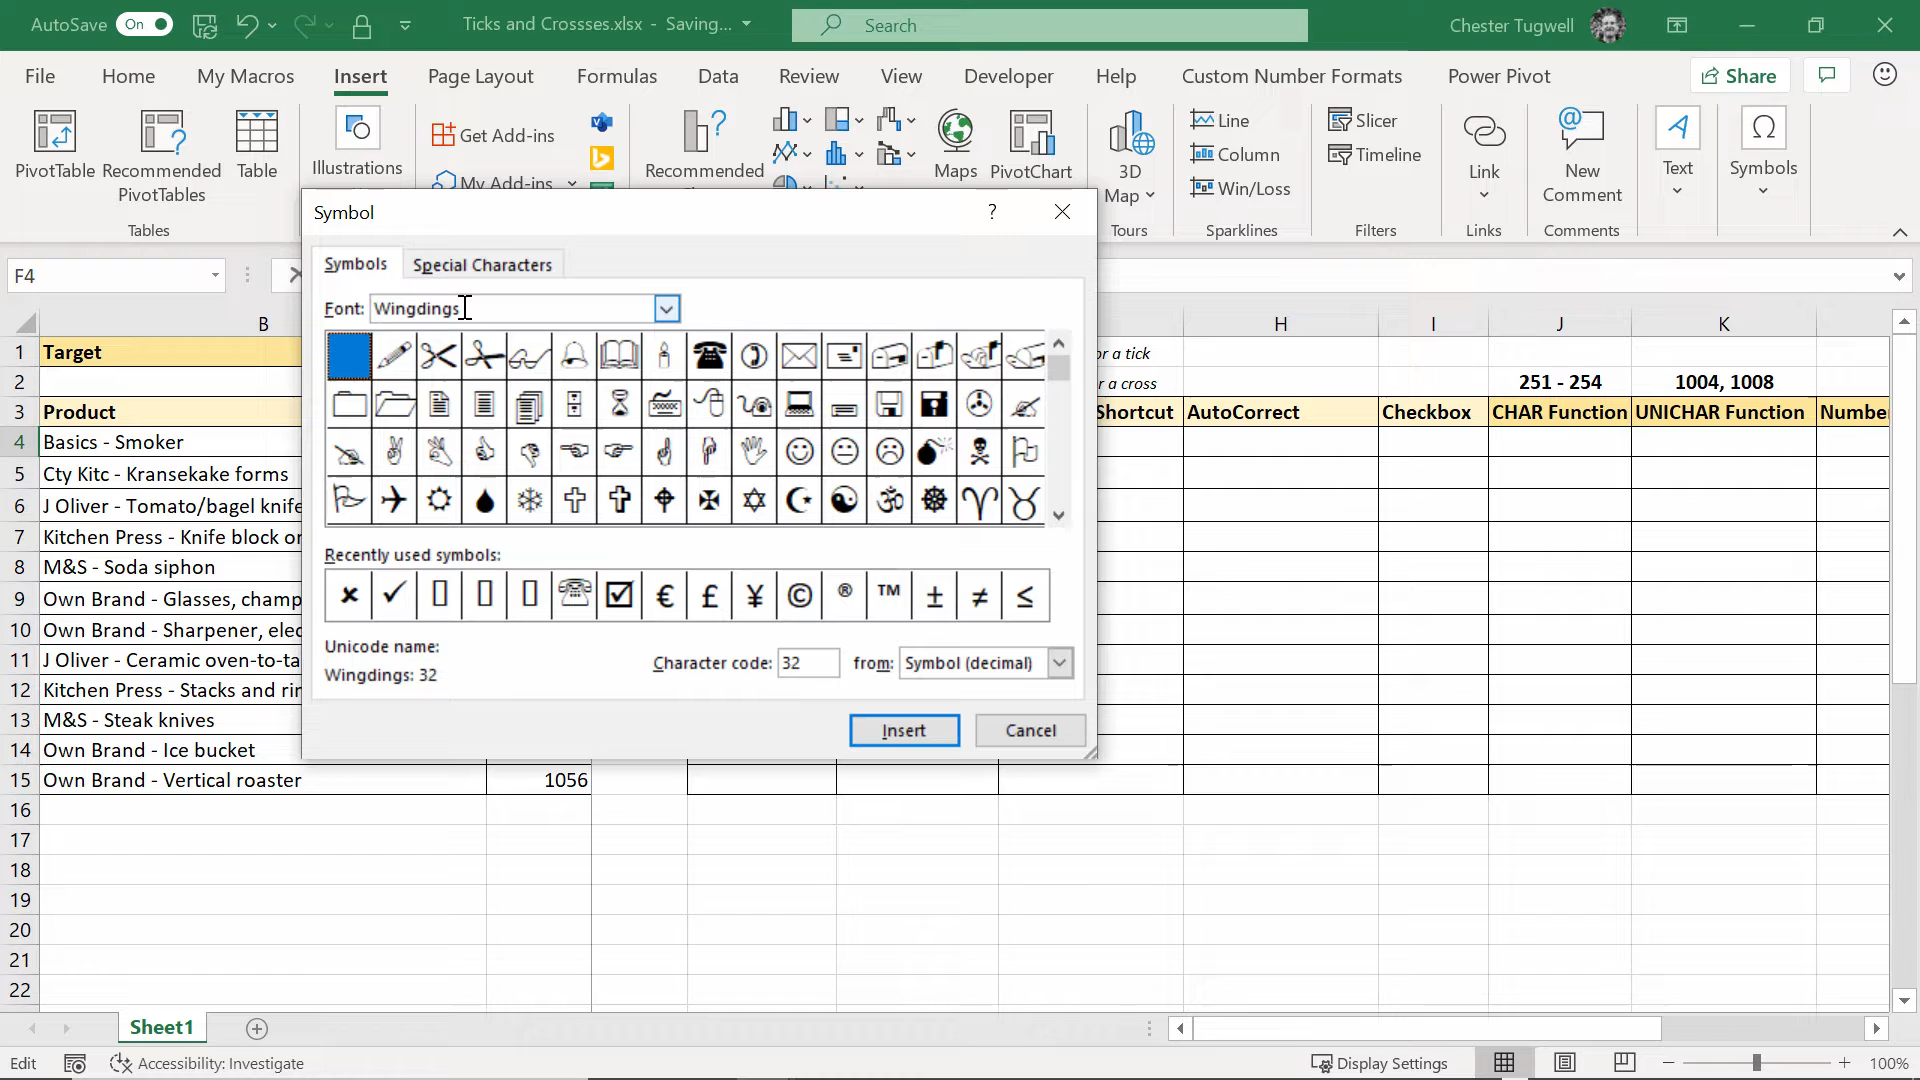 AutoSave On Ticks and Crossses.xlsx - Saving... Search Chester Tugwell
File Home My Macros Insert Page Layout Formulas Data Review View Developer Help Custom Number Formats Power Pivot Share
PivotTable Recommended PivotTables Table
Tables
Illustrations
Get Add-ins
My Add-ins
Recommended
Maps PivotChart
3D Map
Tours
Line
Column
Win/Loss
Sparklines
Slicer
Timeline
Filters
Link
Links
New Comment
Comments
Text
Symbols
Symbol ?
Symbols Special Characters
Font: Wingdings
Recently used symbols:
€ £ ¥ © ® ™ ± ≠ ≤
Unicode name:
Wingdings: 32
Character code: 32 from: Symbol (decimal)
Insert Cancel
F4
B H I J K
1 Target or a tick
2 r a cross 251 - 254 1004, 1008
3 Product Shortcut AutoCorrect Checkbox CHAR Function UNICHAR Function Number
4 Basics - Smoker
5 Cty Kitc - Kransekake forms
6 J Oliver - Tomato/bagel knife
7 Kitchen Press - Knife block or
8 M&S - Soda siphon
9 Own Brand - Glasses, champ
10 Own Brand - Sharpener, elec
11 J Oliver - Ceramic oven-to-ta
12 Kitchen Press - Stacks and rin
13 M&S - Steak knives
14 Own Brand - Ice bucket
15 Own Brand - Vertical roaster 1056
16
17
18
19
20
21
22
Sheet1
Edit Accessibility: Investigate Display Settings 100%